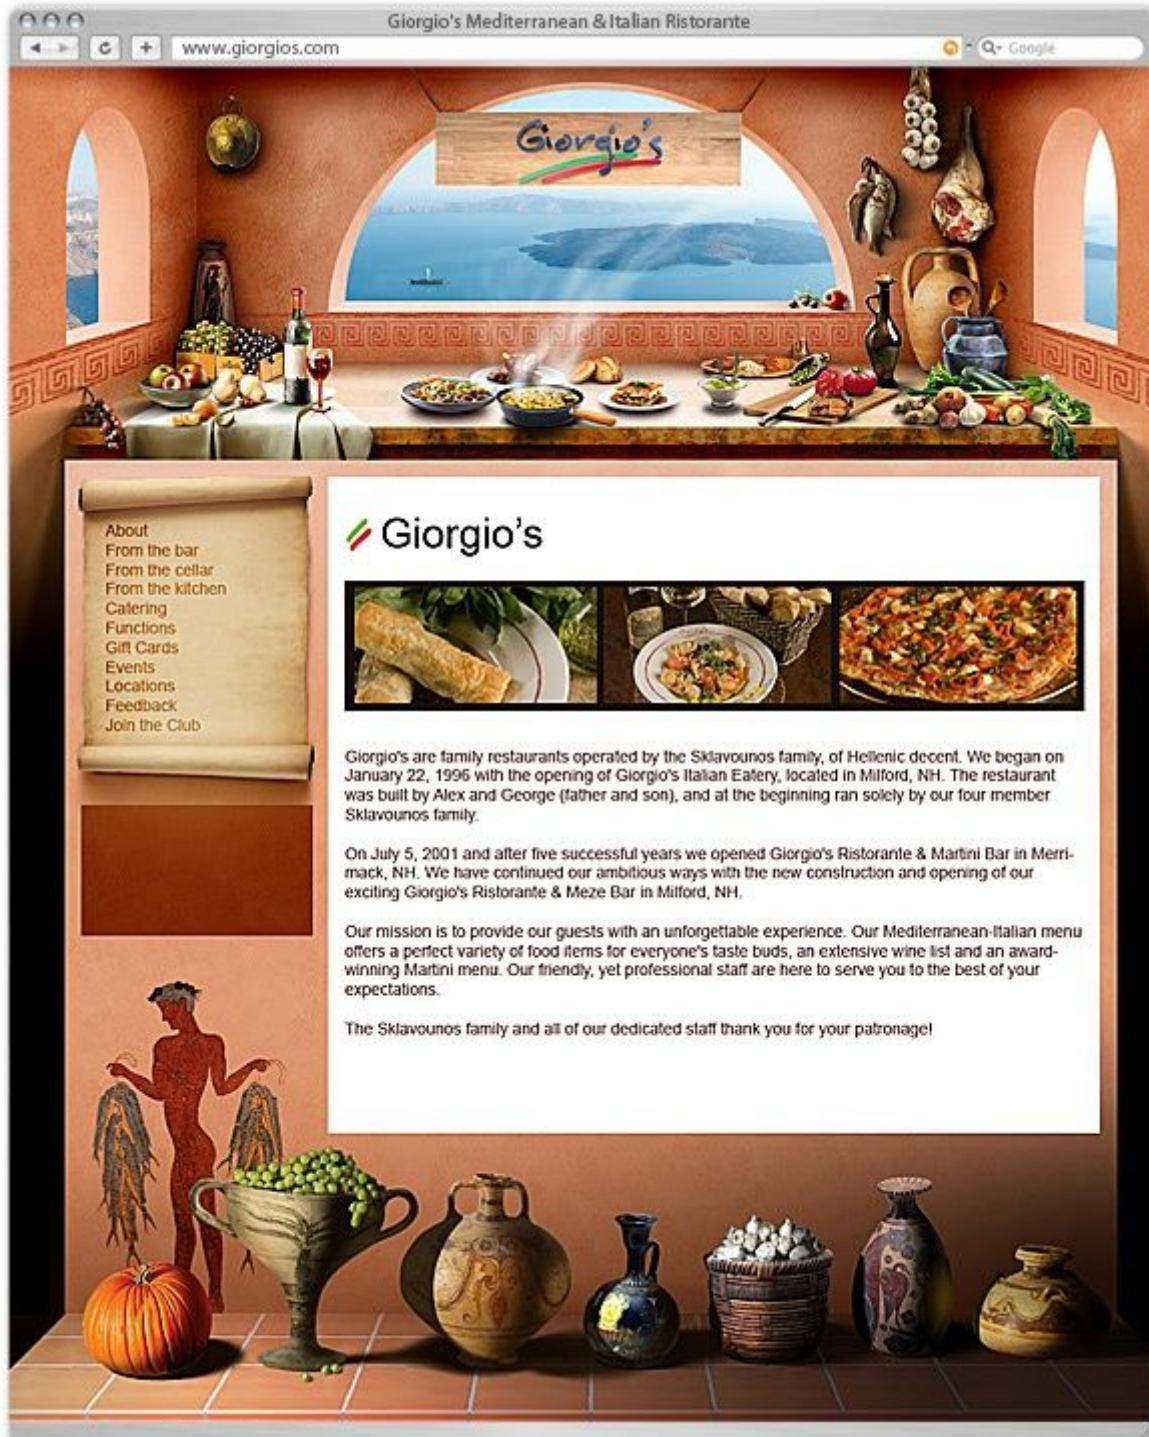 Giorgio's Mediterranean & Italian Ristorante
www.giorgios.com
Google
Giorgio's
About
From the bar
From the cellar
From the kitchen
Catering
Functions
Gift Cards
Events
Locations
Feedback
Join the Club
Giorgio's
Giorgio's are family restaurants operated by the Sklavounos family, of Hellenic decent. We began on
January 22, 1996 with the opening of Giorgio's Italian Eatery, located in Milford, NH. The restaurant
was built by Alex and George (father and son), and at the beginning ran solely by our four member
Sklavounos family.
On July 5, 2001 and after five successful years we opened Giorgio's Ristorante & Martini Bar in Merri-
mack, NH. We have continued our ambitious ways with the new construction and opening of our
exciting Giorgio's Ristorante & Meze Bar in Milford, NH.
Our mission is to provide our guests with an unforgettable experience. Our Mediterranean-Italian menu
offers a perfect variety of food items for everyone's taste buds, an extensive wine list and an award-
winning Martini menu. Our friendly, yet professional staff are here to serve you to the best of your
expectations.
The Sklavounos family and all of our dedicated staff thank you for your patronage!